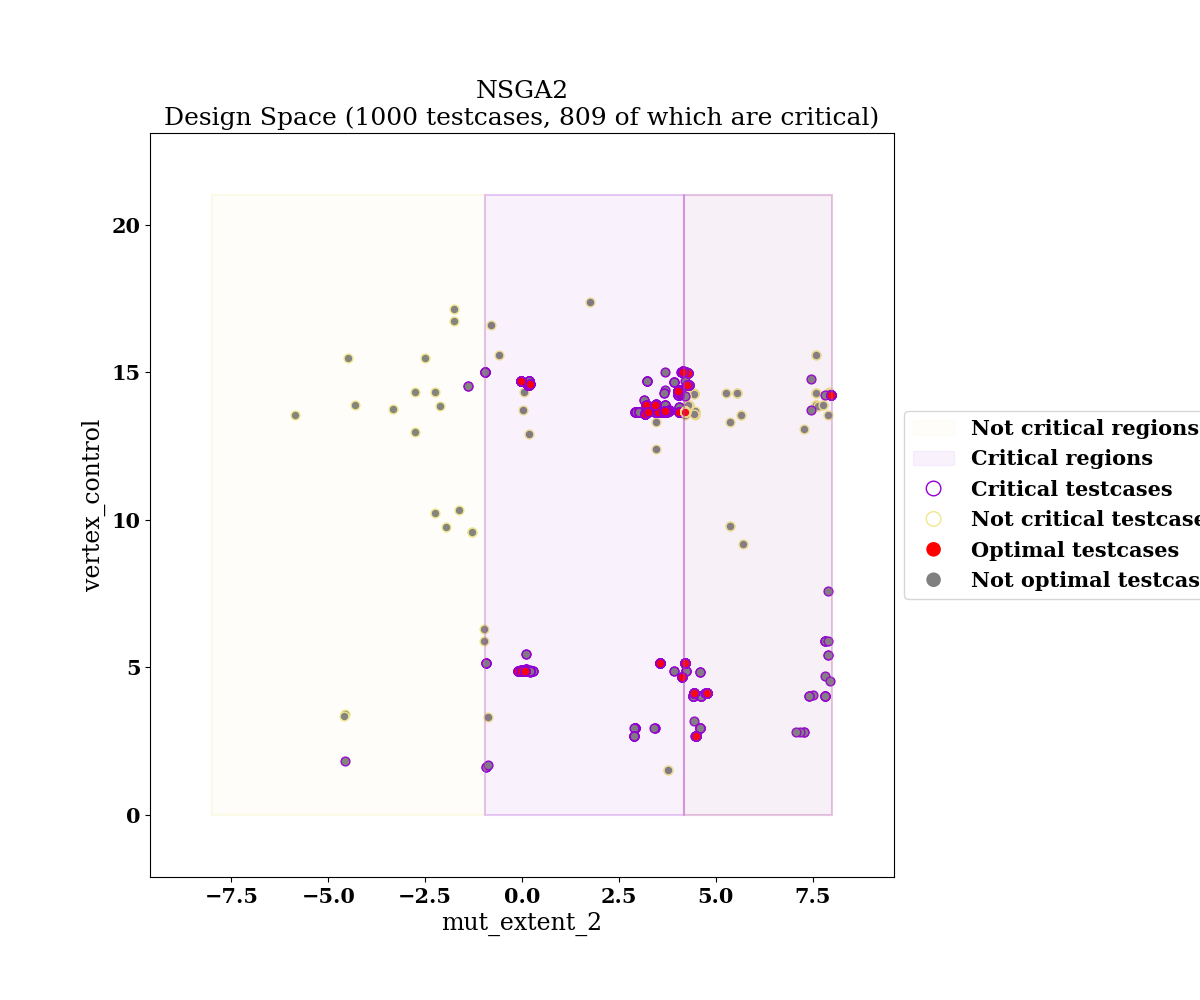 NSGA2
Design Space (1000 testcases, 809 of which are critical)
vertex_control
20
15
10
5
0
−7.5 −5.0 −2.5 0.0 2.5 5.0 7.5
mut_extent_2
Not critical regions
Critical regions
Critical testcases
Not critical testcase
Optimal testcases
Not optimal testcas